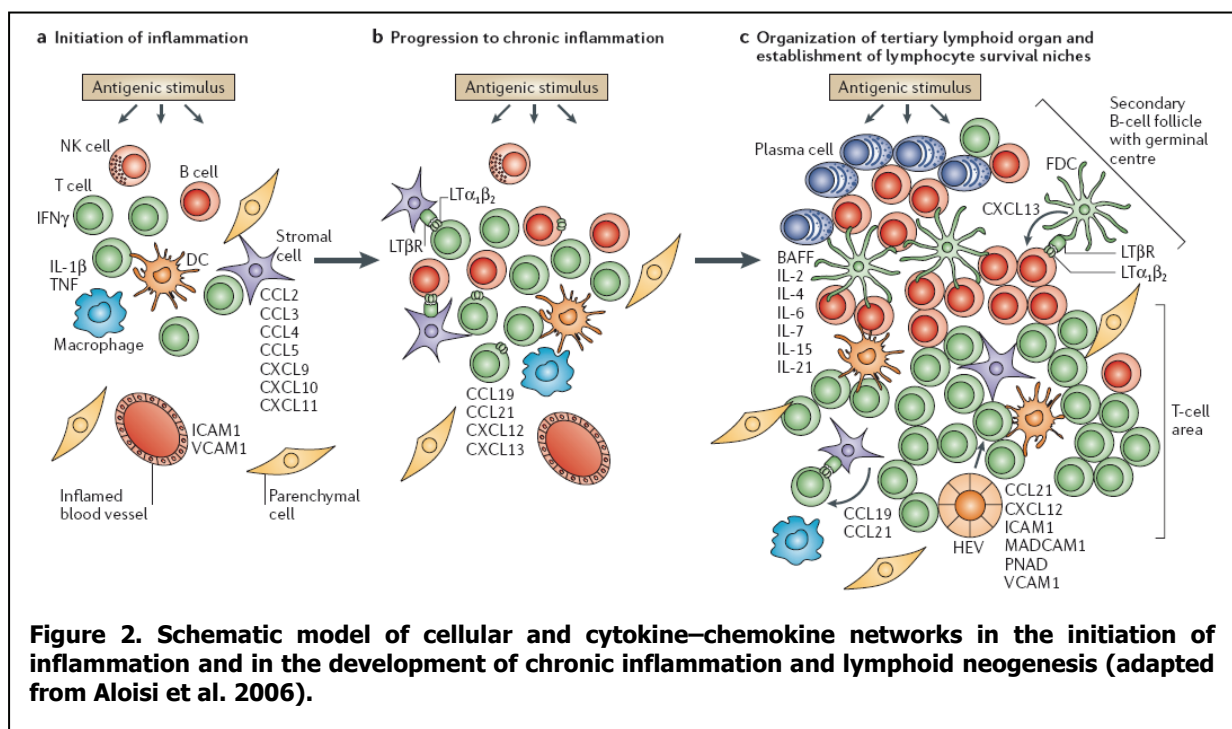 a Initiation of inflammation
Antigenic stimulus
NK cell
B cell
T cell
IFNγ
IL-1β
TNF
DC
Stromal
cell
Macrophage
CCL2
CCL3
CCL4
CCL5
CXCL9
CXCL10
CXCL11
ICAM1
VCAM1
Inflamed
blood vessel
Parenchymal
cell
b Progression to chronic inflammation
Antigenic stimulus
LTα₁β₂
LTβR
CCL19
CCL21
CXCL12
CXCL13
c Organization of tertiary lymphoid organ and
establishment of lymphocyte survival niches
Antigenic stimulus
Secondary
B-cell follicle
with germinal
centre
Plasma cell
FDC
CXCL13
LTβR
LTα₁β₂
BAFF
IL-2
IL-4
IL-6
IL-7
IL-15
IL-21
T-cell
area
CCL19
CCL21
HEV
CCL21
CXCL12
ICAM1
MADCAM1
PNAD
VCAM1
Figure 2. Schematic model of cellular and cytokine–chemokine networks in the initiation of
inflammation and in the development of chronic inflammation and lymphoid neogenesis (adapted
from Aloisi et al. 2006).